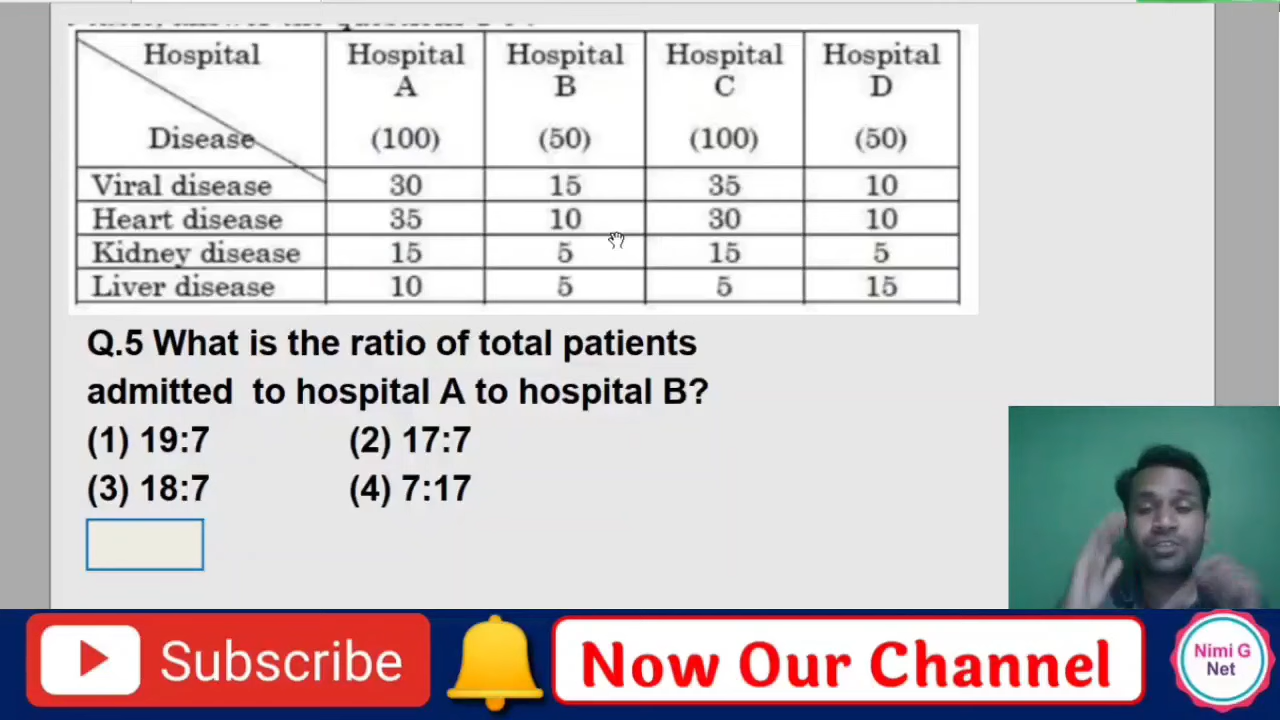 Hospital Hospital Hospital Hospital Hospital
A B C D
Disease (100) (50) (100) (50)
Viral disease 30 15 35 10
Heart disease 35 10 30 10
Kidney disease 15 5 15 5
Liver disease 10 5 5 15
Q.5 What is the ratio of total patients
admitted to hospital A to hospital B?
(1) 19:7 (2) 17:7
(3) 18:7 (4) 7:17
Subscribe Now Our Channel
Nimi G
Net